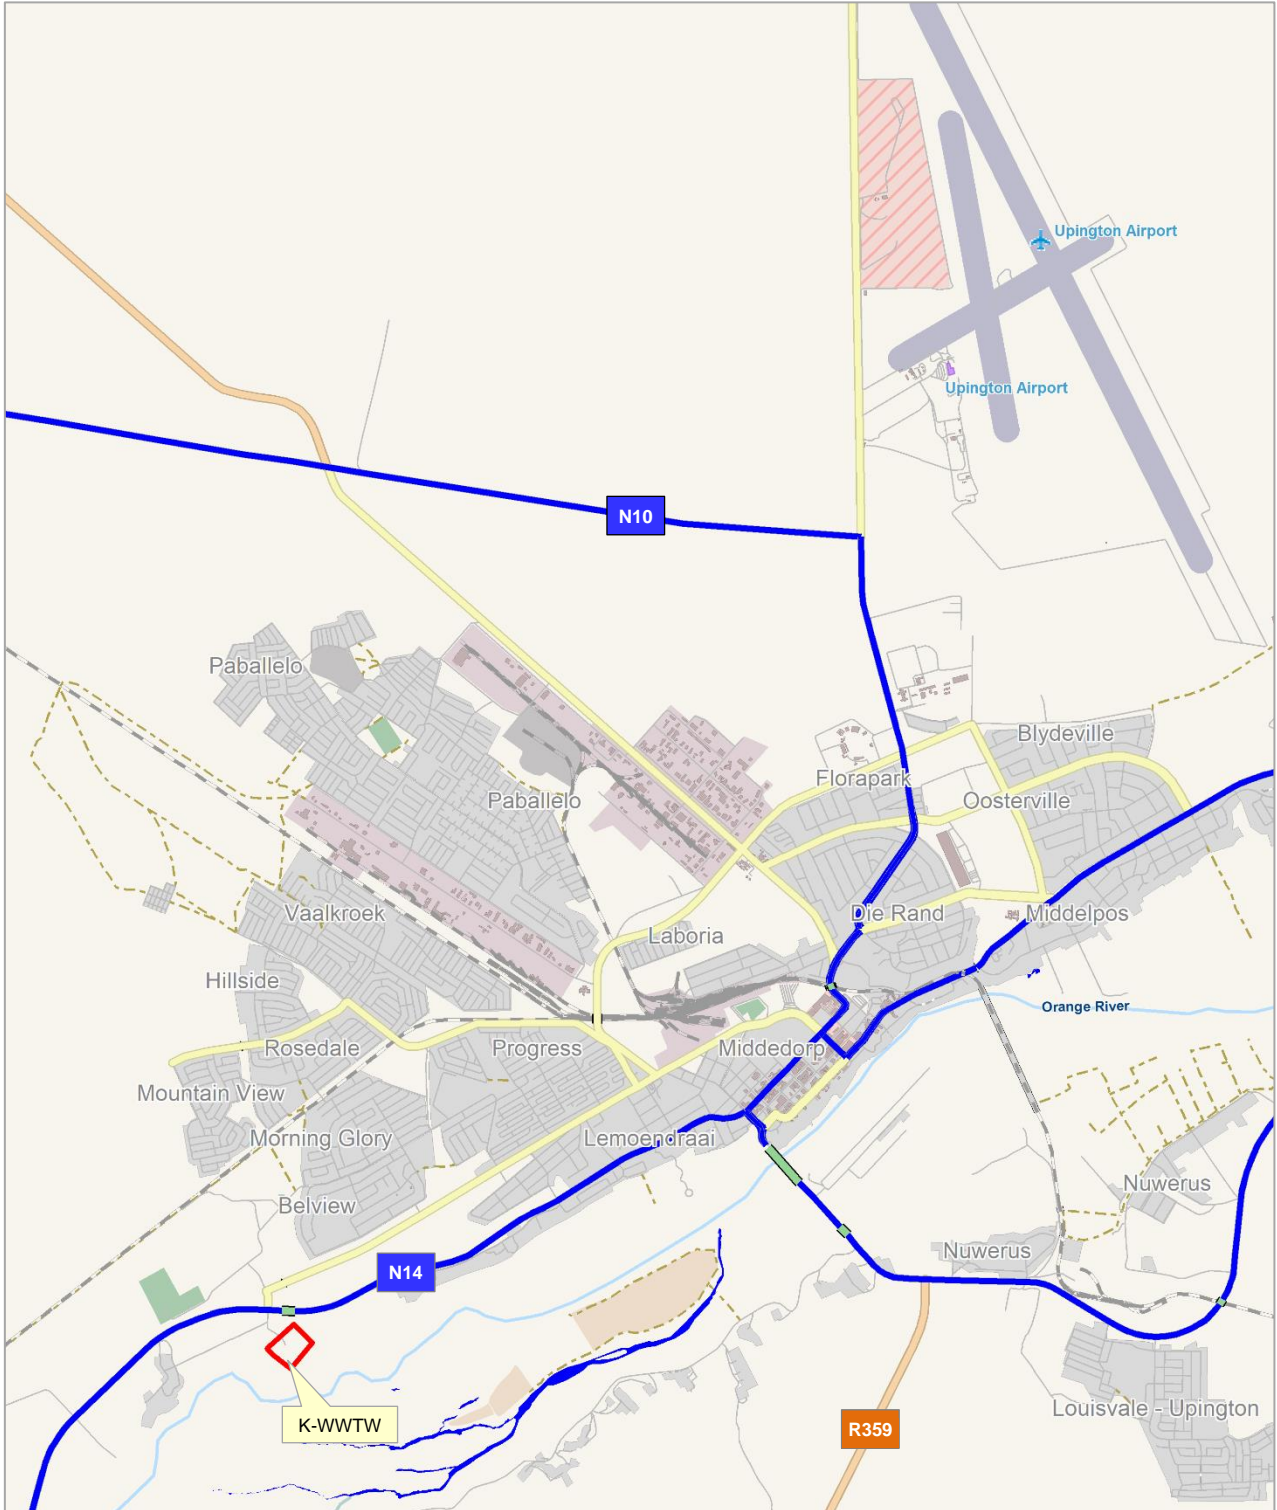 Upington Airport
Upington Airport
N10
Paballelo
Blydeville
Florapark
Paballelo
Oosterville
Vaalkroek
Die Rand
Middelpos
Laboria
Hillside
Orange River
Rosedale
Progress
Middedorp
Mountain View
Morning Glory
Lemoendraai
Nuwerus
Belview
Nuwerus
N14
Louisvale - Upington
K-WWTW
R359